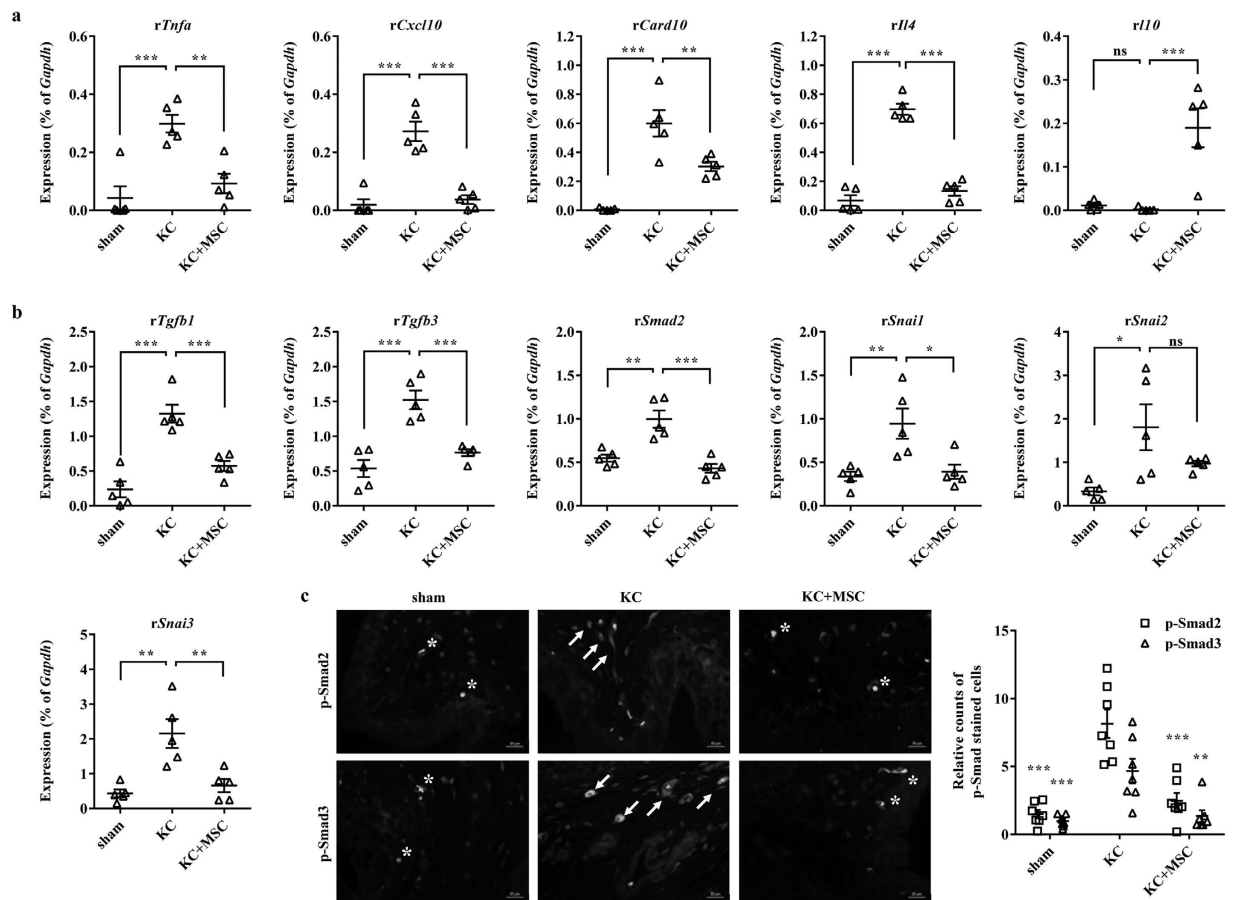 a
rTnfa
rCxcl10
rCard10
rIl4
rl10
Expression (% of Gapdh)
0.6
0.4
0.2
0.0
***
**
sham
KC
KC+MSC
Expression (% of Gapdh)
0.6
0.4
0.2
0.0
***
***
sham
KC
KC+MSC
Expression (% of Gapdh)
1.2
1.0
0.8
0.6
0.4
0.2
0.0
***
**
sham
KC
KC+MSC
Expression (% of Gapdh)
1.2
1.0
0.8
0.6
0.4
0.2
0.0
***
***
sham
KC
KC+MSC
Expression (% of Gapdh)
0.4
0.3
0.2
0.1
0.0
ns
***
sham
KC
KC+MSC
b
rTgfb1
rTgfb3
rSmad2
rSnai1
rSnai2
Expression (% of Gapdh)
2.5
2.0
1.5
1.0
0.5
0.0
***
***
sham
KC
KC+MSC
Expression (% of Gapdh)
2.5
2.0
1.5
1.0
0.5
0.0
***
***
sham
KC
KC+MSC
Expression (% of Gapdh)
2.0
1.5
1.0
0.5
0.0
**
***
sham
KC
KC+MSC
Expression (% of Gapdh)
2.0
1.5
1.0
0.5
0.0
**
*
sham
KC
KC+MSC
Expression (% of Gapdh)
4
3
2
1
0
*
ns
sham
KC
KC+MSC
rSnai3
Expression (% of Gapdh)
5
4
3
2
1
0
**
**
sham
KC
KC+MSC
c
sham
KC
KC+MSC
p-Smad2
*
*
*
*
p-Smad3
*
*
*
*
p-Smad2
p-Smad3
Relative counts of
p-Smad stained cells
15
10
5
0
***
***
***
**
sham
KC
KC+MSC